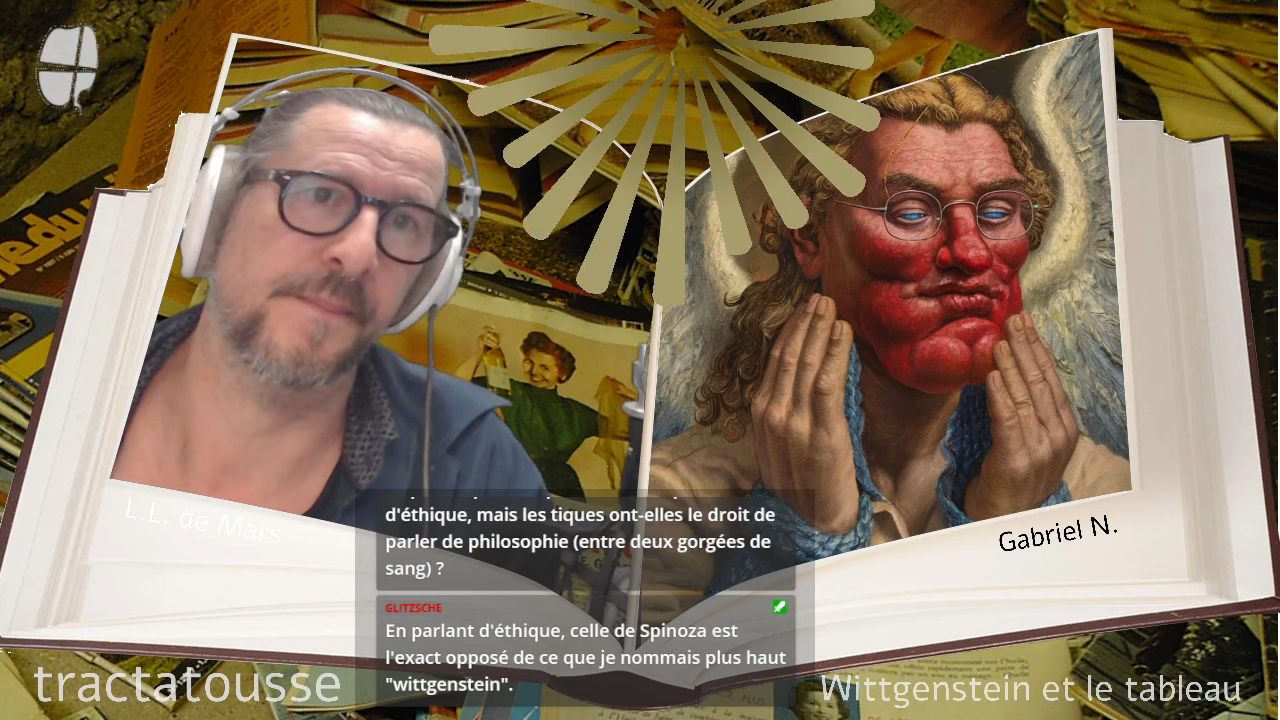 L.L. de Mars
Gabriel N.
d'éthique, mais les tiques ont-elles le droit de
parler de philosophie (entre deux gorgées de
sang) ?
GLITZSCHE
En parlant d'éthique, celle de Spinoza est
l'exact opposé de ce que je nommais plus haut
"wittgenstein".
tractatousse
Wittgenstein et le tableau